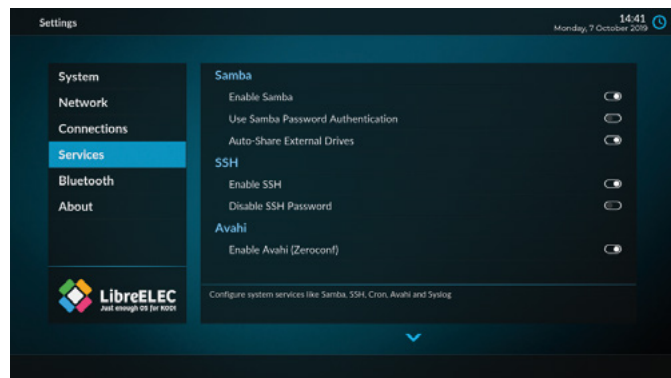 Settings
14:41
Monday, 7 October 2019
System
Network
Connections
Services
Bluetooth
About
Samba
Enable Samba
Use Samba Password Authentication
Auto-Share External Drives
SSH
Enable SSH
Disable SSH Password
Avahi
Enable Avahi (Zeroconf)
LibreELEC
Just enough OS for KODI
Configure system services like Samba, SSH, Cron, Avahi and Syslog